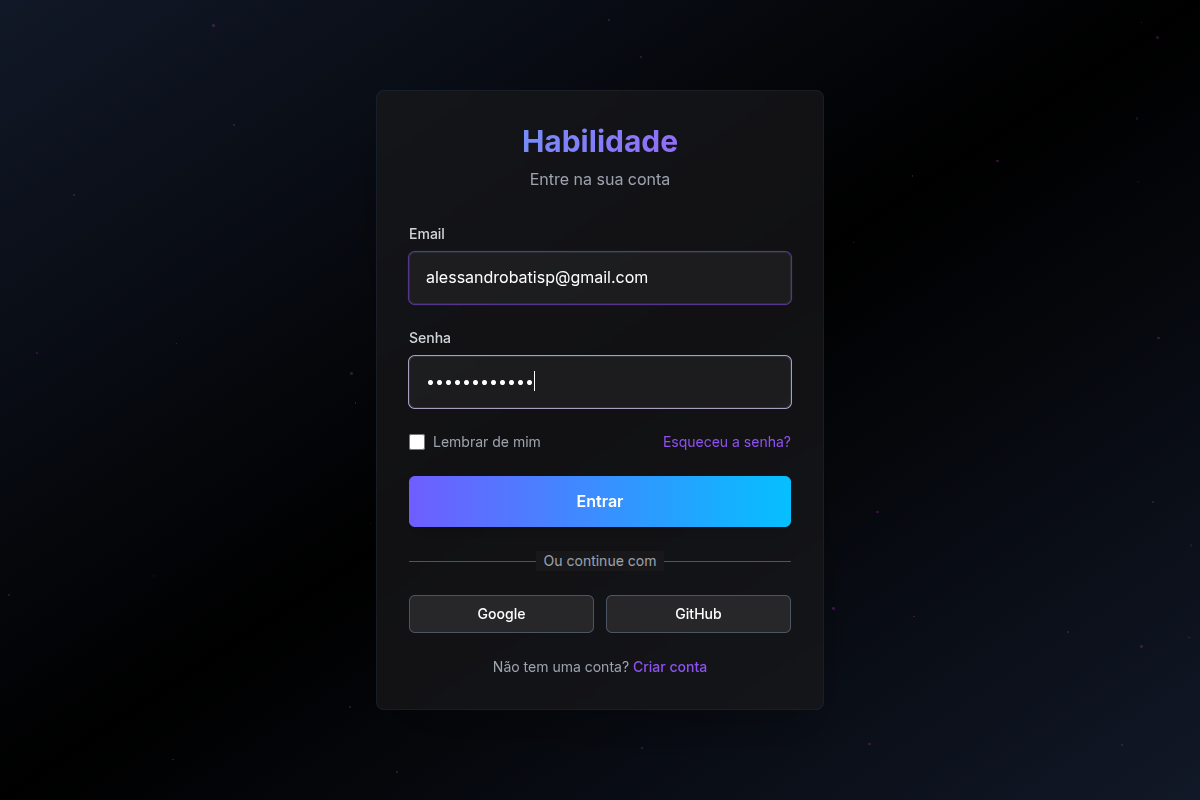 Habilidade
Entre na sua conta
Email
alessandrobatisp@gmail.com
Senha
••••••••••••
Lembrar de mim
Esqueceu a senha?
Entrar
Ou continue com
Google
GitHub
Não tem uma conta? Criar conta